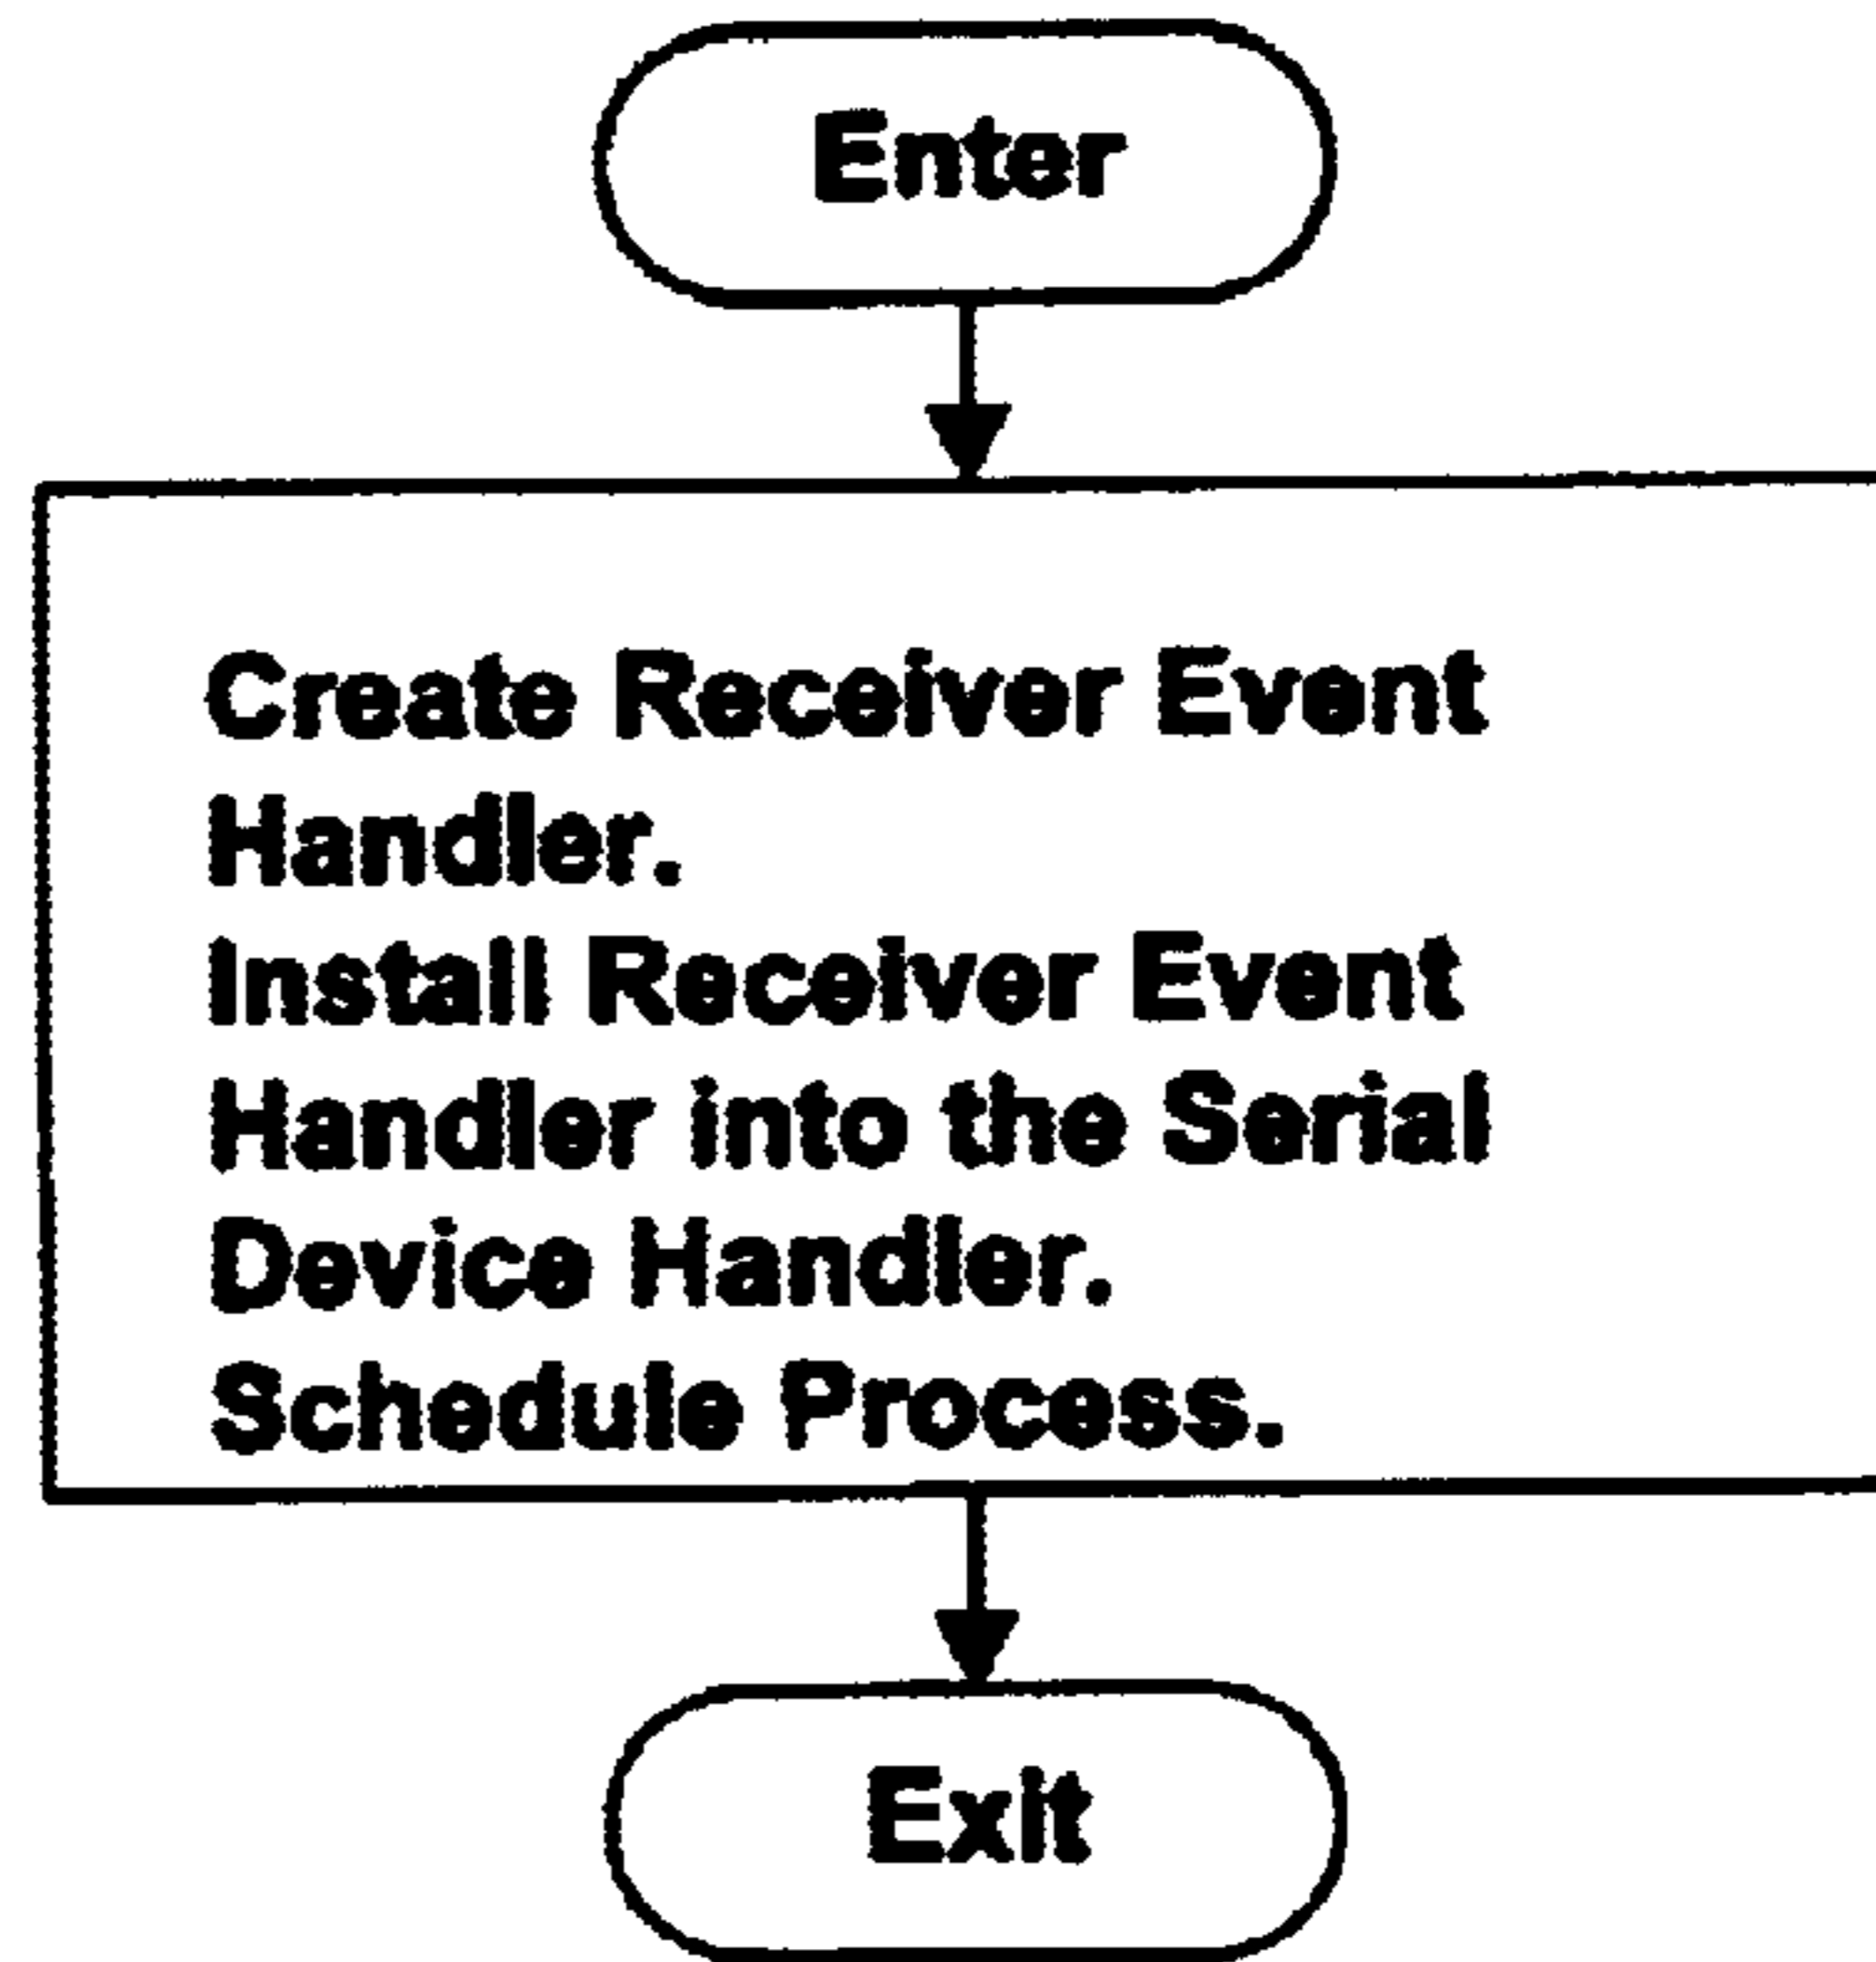 Enter
Create Receiver Event
Handler.
Install Receiver Event
Handler into the Serial
Device Handler.
Schedule Process.
Exit